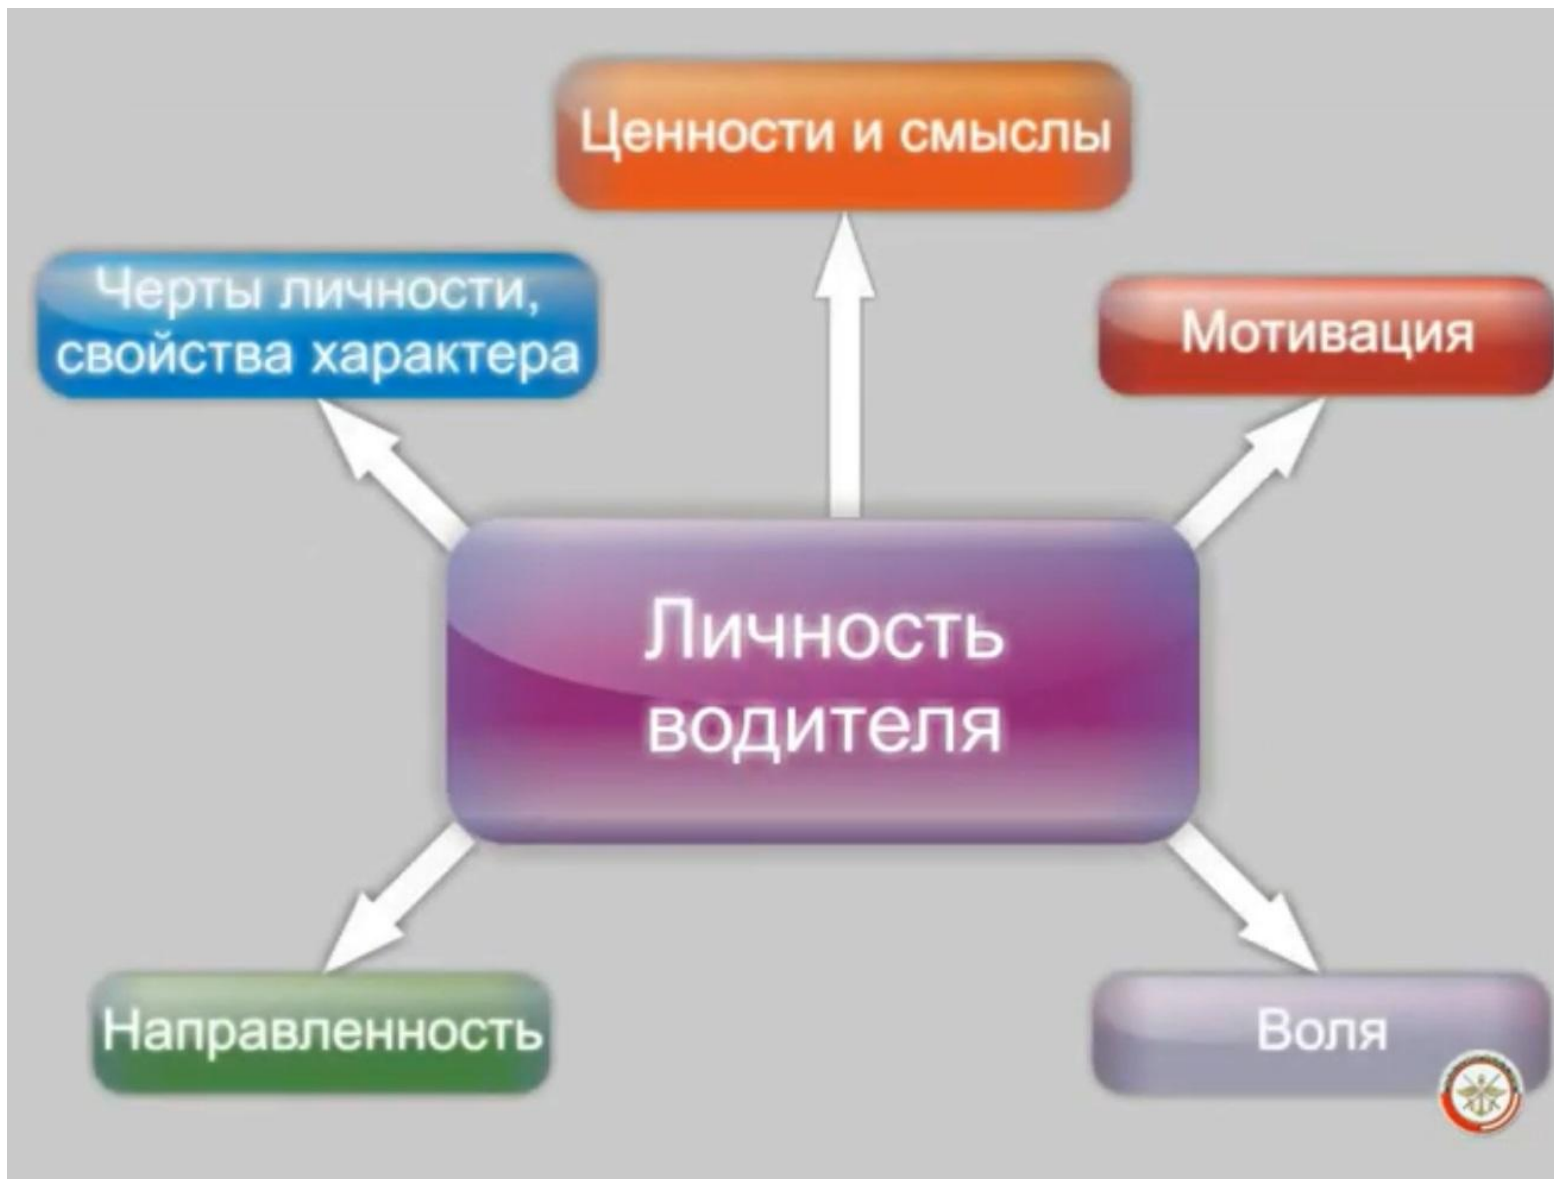 Ценности и смыслы
Черты личности,
свойства характера
Мотивация
Личность
водителя
Направленность
Воля